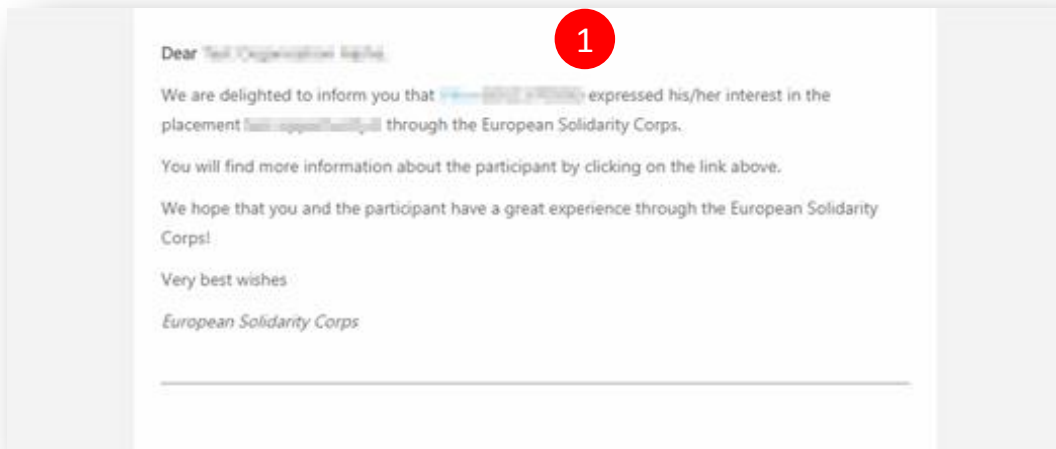 1
Dear
We are delighted to inform you that expressed his/her interest in the
placement through the European Solidarity Corps.
You will find more information about the participant by clicking on the link above.
We hope that you and the participant have a great experience through the European Solidarity
Corps!
Very best wishes
European Solidarity Corps